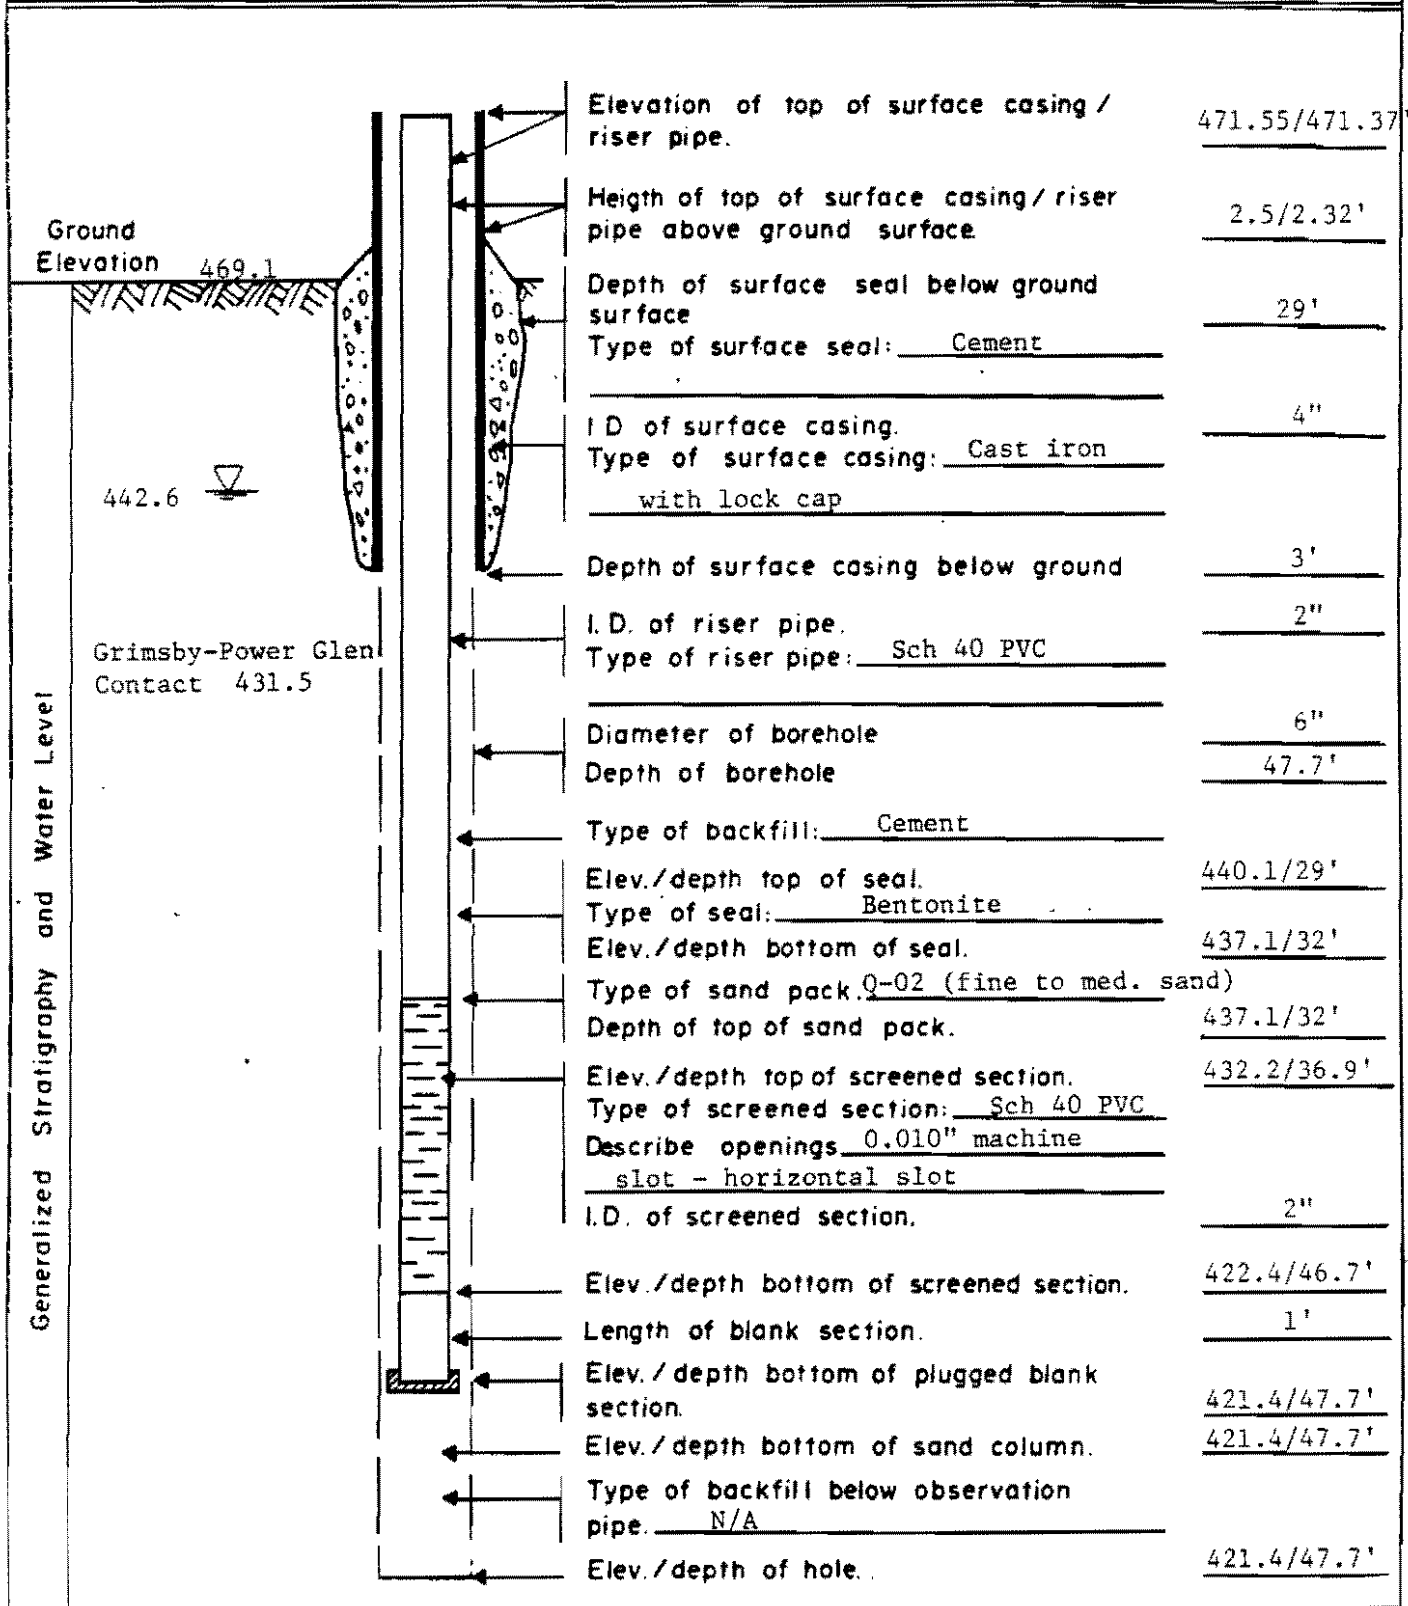 Elevation of top of surface casing / riser pipe. 471.55/471.37'
Heigth of top of surface casing / riser pipe above ground surface 2.5/2.32'
Ground
Elevation 469.1
Depth of surface seal below ground surface 29'
Type of surface seal: Cement
I D of surface casing. 4"
Type of surface casing: Cast iron
with lock cap
442.6
Depth of surface casing below ground 3'
I.D. of riser pipe. 2"
Type of riser pipe: Sch 40 PVC
Grimsby-Power Glen
Contact 431.5
Diameter of borehole 6"
Depth of borehole 47.7'
Type of backfill: Cement
Elev./depth top of seal. 440.1/29'
Type of seal: Bentonite
Elev./depth bottom of seal. 437.1/32'
Type of sand pack. Q-02 (fine to med. sand)
Depth of top of sand pack. 437.1/32'
Elev./depth top of screened section. 432.2/36.9'
Type of screened section: Sch 40 PVC
Describe openings 0.010" machine
slot - horizontal slot
I.D. of screened section. 2"
Elev./depth bottom of screened section. 422.4/46.7'
Length of blank section. 1'
Elev./depth bottom of plugged blank section. 421.4/47.7'
Elev./depth bottom of sand column. 421.4/47.7'
Type of backfill below observation
pipe. N/A
Elev./depth of hole. 421.4/47.7'
Generalized Stratigraphy and Water Level